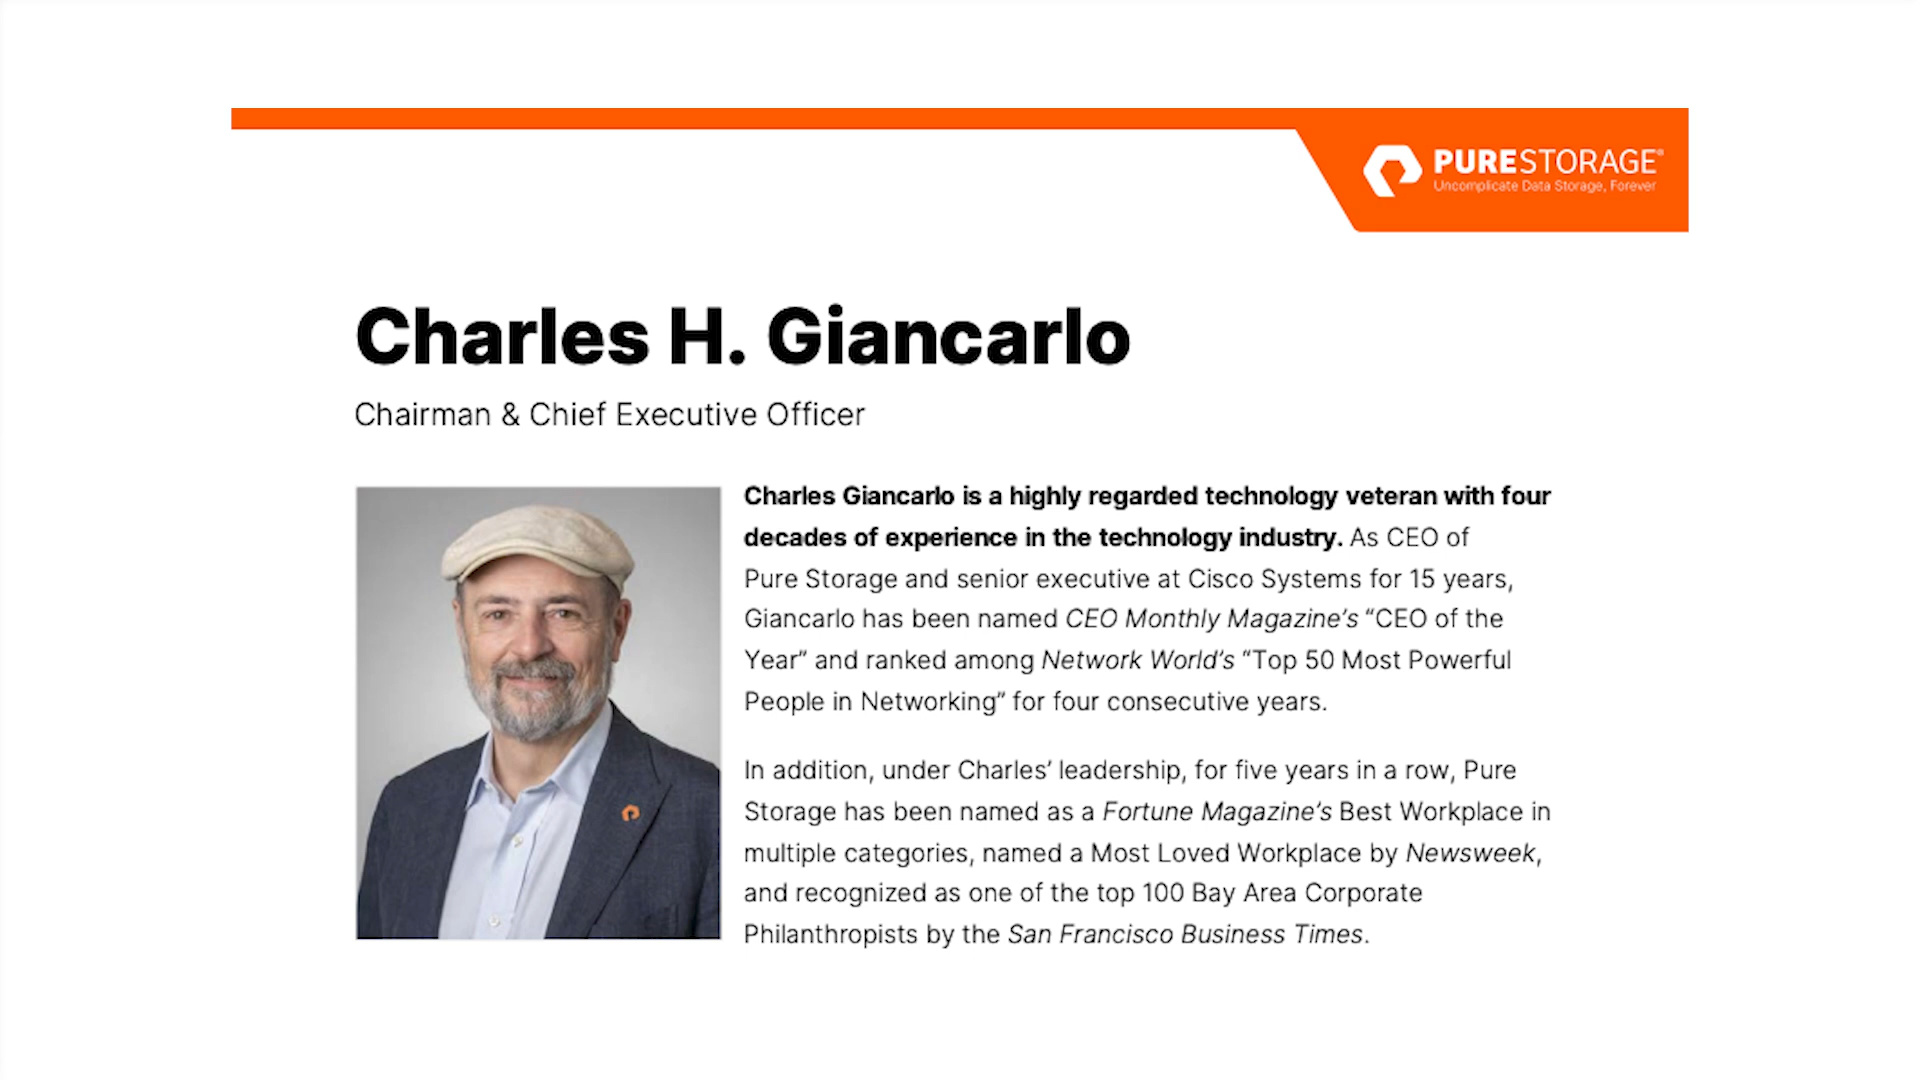 PURESTORAGE®
Uncomplicate Data Storage, Forever
Charles H. Giancarlo
Chairman & Chief Executive Officer
Charles Giancarlo is a highly regarded technology veteran with four
decades of experience in the technology industry. As CEO of
Pure Storage and senior executive at Cisco Systems for 15 years,
Giancarlo has been named CEO Monthly Magazine’s “CEO of the
Year” and ranked among Network World’s “Top 50 Most Powerful
People in Networking” for four consecutive years.
In addition, under Charles’ leadership, for five years in a row, Pure
Storage has been named as a Fortune Magazine’s Best Workplace in
multiple categories, named a Most Loved Workplace by Newsweek,
and recognized as one of the top 100 Bay Area Corporate
Philanthropists by the San Francisco Business Times.